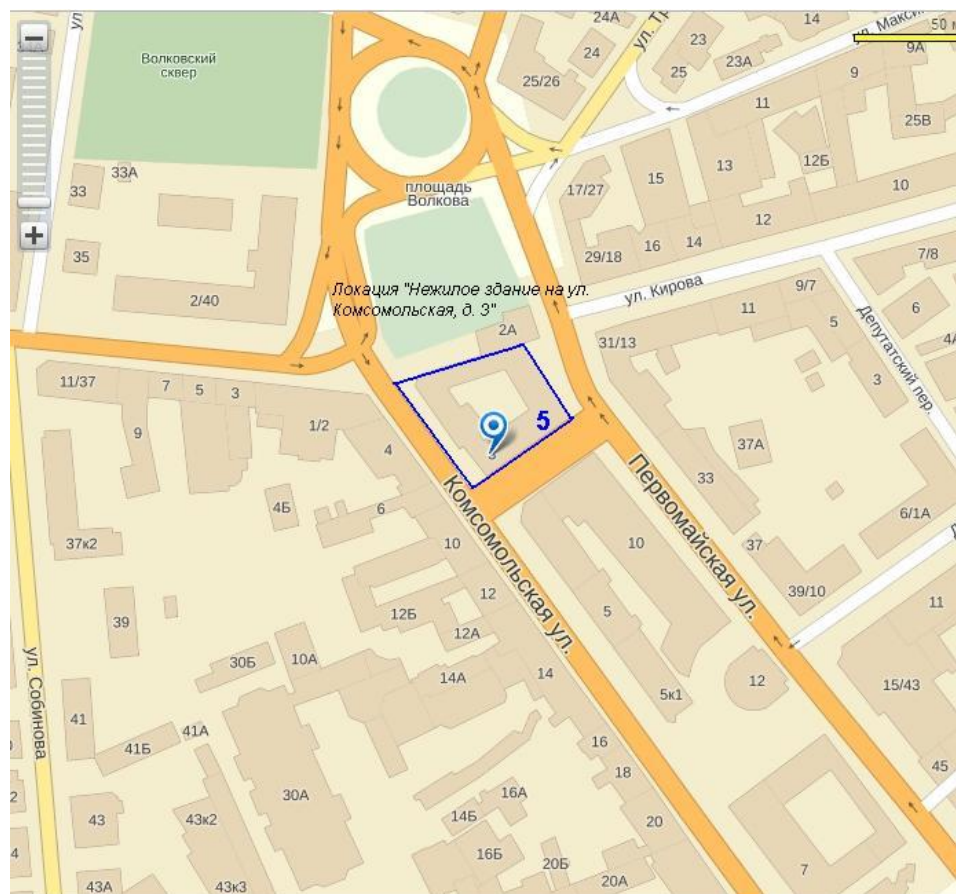 50 м
24А
14
ул. Максим
24
23
9А
Волковский
сквер
25/26
25
23А
9
11
25В
33А
33
площадь
Волкова
17/27
15
13
12Б
10
12
35
29/18
16
14
7/8
2/40
Локация "Нежилое здание на ул.
Комсомольская, д. 3"
ул. Кирова
9/7
11
5
6
2А
31/13
Депутатский пер.
3
11/37
7
5
3
1/2
9
4
5
3
37А
33
4Б
6
Комсомольская ул.
Первомайская ул.
6/1А
37к2
10
10
37
39/10
39
12Б
12
12А
5
11
30Б
10А
14А
14
12
15/43
ул. Собинова
41
41А
41Б
5к1
16
18
45
30А
16А
14Б
43
43к2
20
16Б
20Б
20А
7
43А
43к3